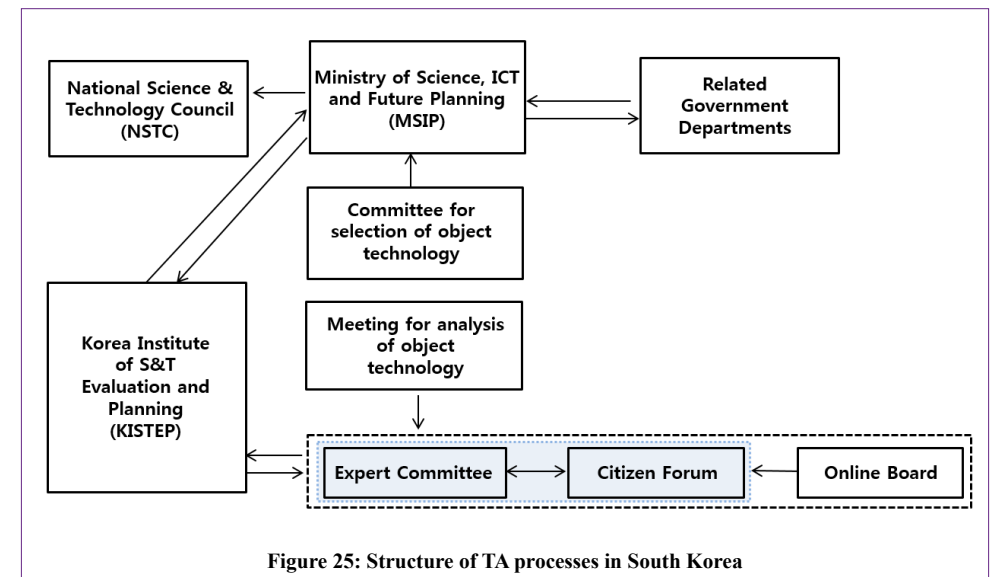 National Science &
Technology Council
(NSTC)
Ministry of Science, ICT
and Future Planning
(MSIP)
Related
Government
Departments
Committee for
selection of object
technology
Meeting for analysis
of object
technology
Korea Institute
of S&T
Evaluation and
Planning
(KISTEP)
Expert Committee
Citizen Forum
Online Board
Figure 25: Structure of TA processes in South Korea